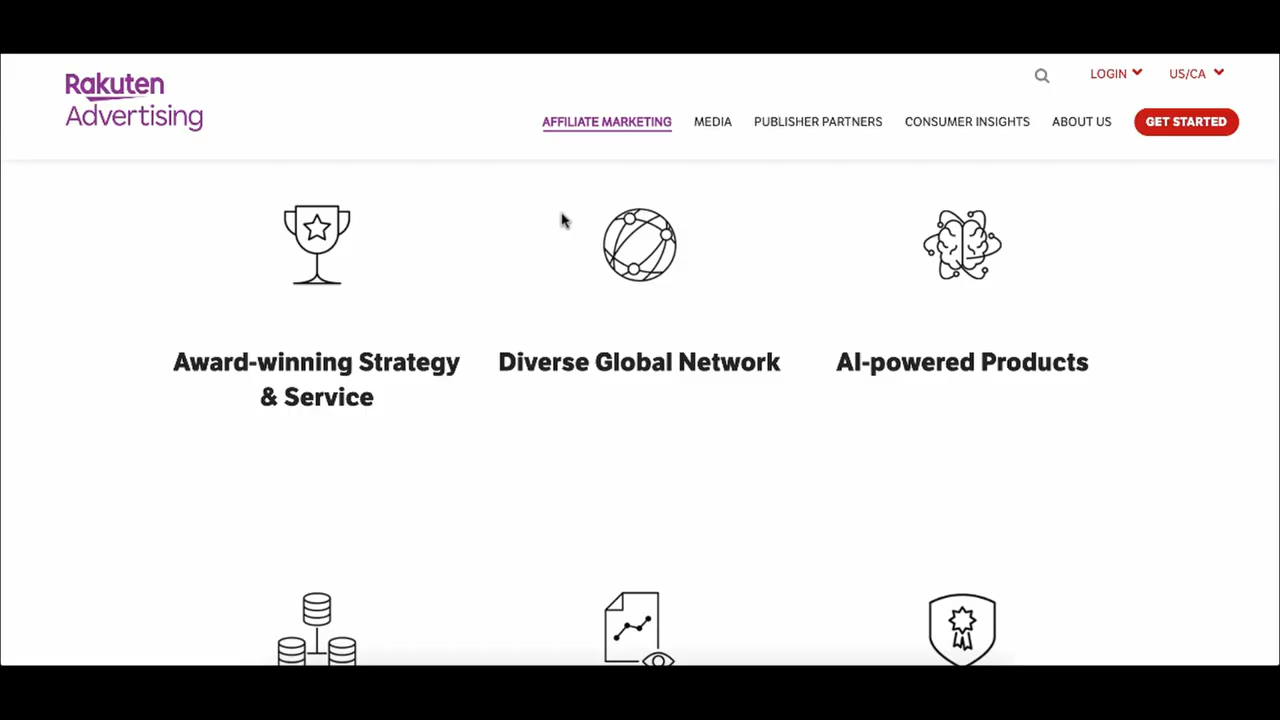 Rakuten
Advertising
LOGIN
US/CA
AFFILIATE MARKETING
MEDIA
PUBLISHER PARTNERS
CONSUMER INSIGHTS
ABOUT US
GET STARTED
Award-winning Strategy
& Service
Diverse Global Network
AI-powered Products